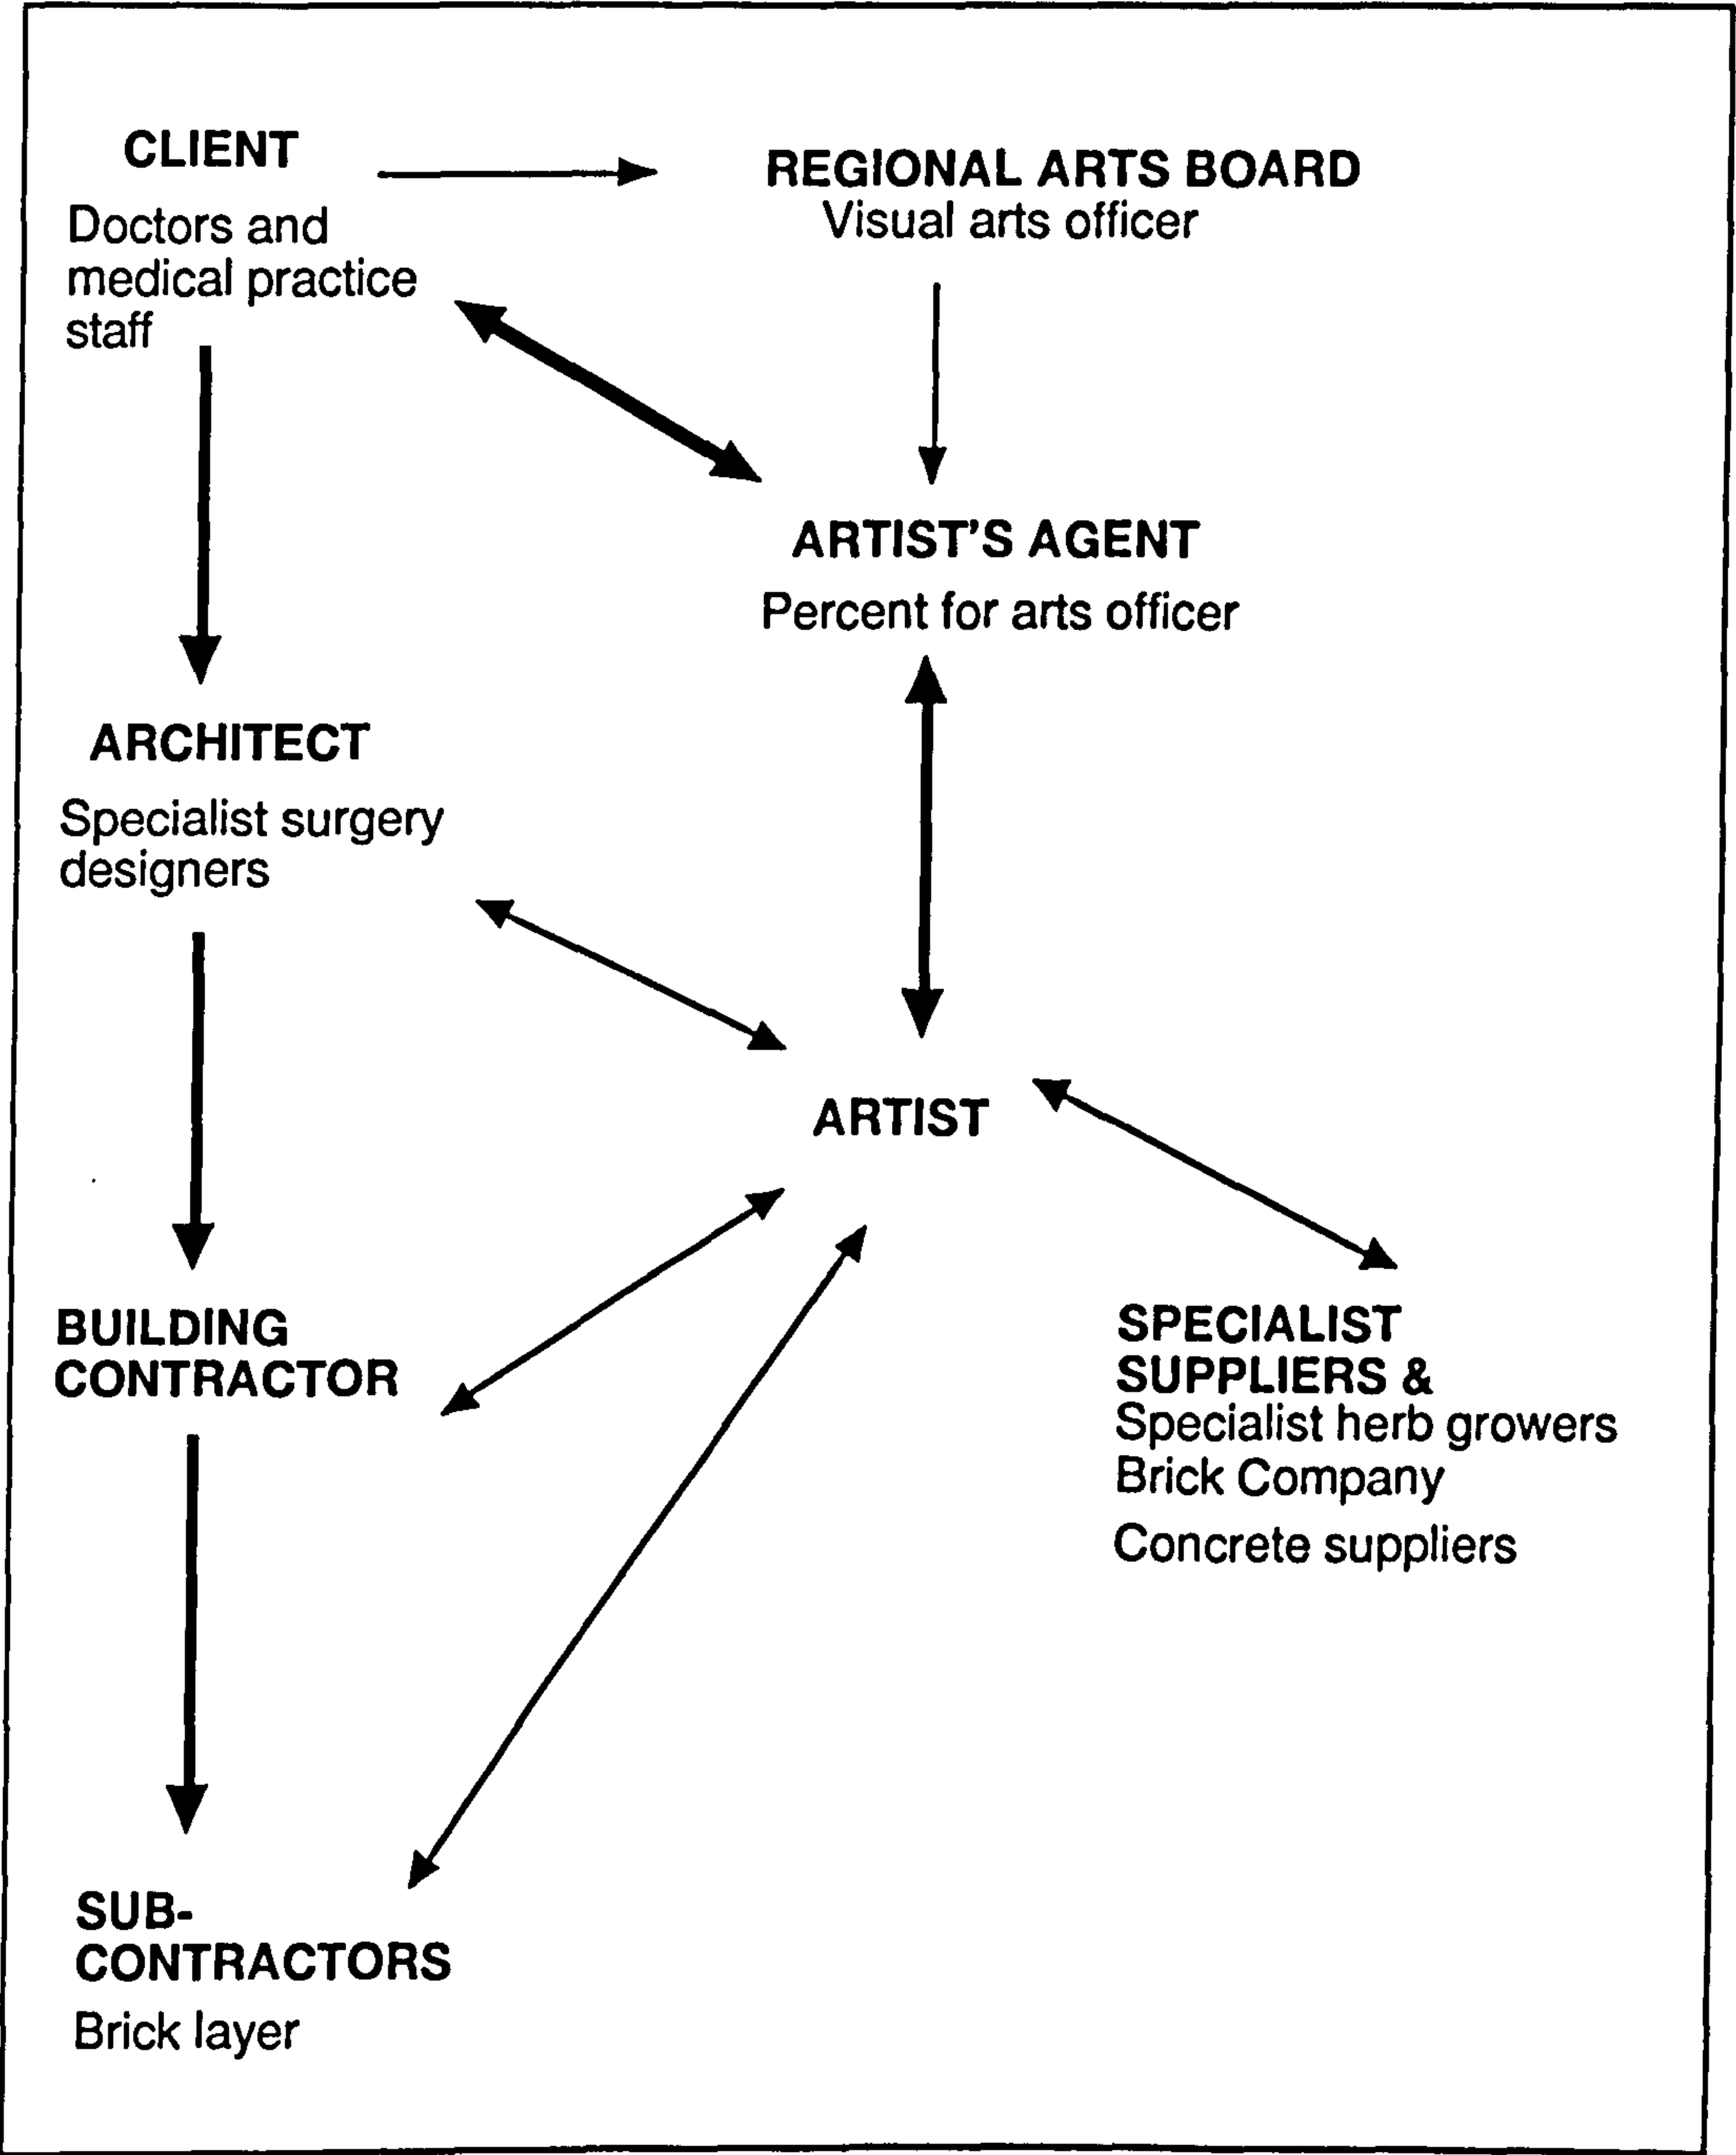 CLIENT
Doctors and
medical practice
staff
REGIONAL ARTS BOARD
Visual arts officer
ARTIST'S AGENT
Percent for arts officer
ARCHITECT
Specialist surgery
designers
ARTIST
BUILDING
CONTRACTOR
SPECIALIST
SUPPLIERS &
Specialist herb growers
Brick Company
Concrete suppliers
SUB-
CONTRACTORS
Brick layer